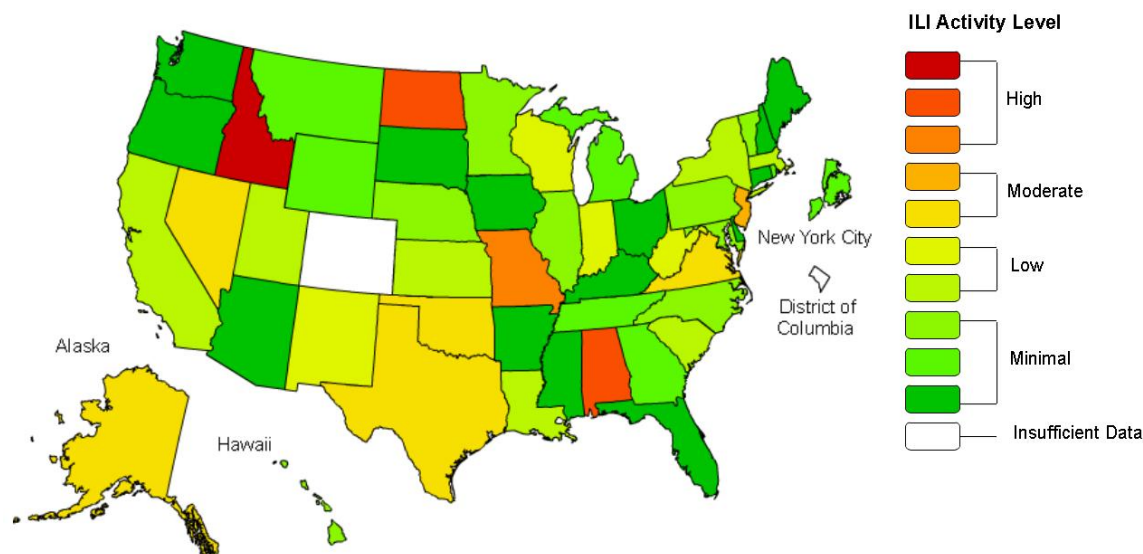 ILI Activity Level
High
Moderate
New York City
Low
District of
Columbia
Alaska
Minimal
Hawaii
Insufficient Data